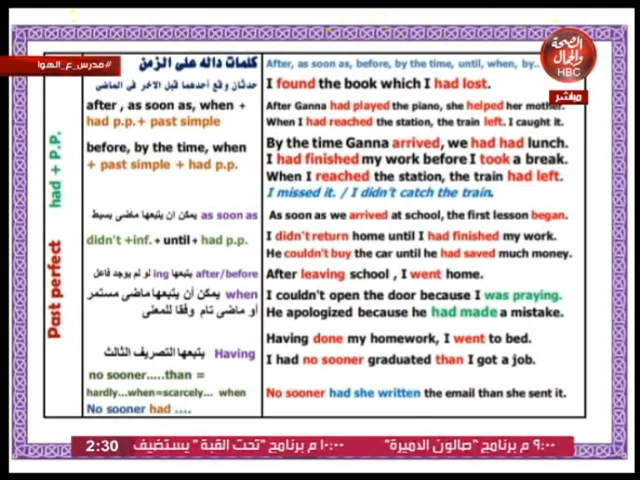 الصحة
والجمال
HBC
مباشر
#مدرس_ع_الهوا
Past perfect had + P.P.
كلمات داله على الزمن
حدثان وقع أحدهما قبل الاخر فى الماضى
after , as soon as, when +
had p.p.+ past simple
before, by the time, when
+ past simple + had p.p.
as soon as يمكن ان يتبعها ماضى بسيط
didn't +inf. + until + had p.p.
after/before يتبعها ing لو لم يوجد فاعل
when يمكن أن يتبعها ماضى مستمر
أو ماضى تام وفقا للمعنى
Having يتبعها التصريف الثالث
no sooner.....than =
hardly...when=scarcely... when
No sooner had ....
After, as soon as, before, by the time, until, when, by..
I found the book which I had lost.
After Ganna had played the piano, she helped her mother.
When I had reached the station, the train left. I caught it.
By the time Ganna arrived, we had had lunch.
I had finished my work before I took a break.
When I reached the station, the train had left.
I missed it. / I didn't catch the train.
As soon as we arrived at school, the first lesson began.
I didn't return home until I had finished my work.
He couldn't buy the car until he had saved much money.
After leaving school , I went home.
I couldn't open the door because I was praying.
He apologized because he had made a mistake.
Having done my homework, I went to bed.
I had no sooner graduated than I got a job.
No sooner had she written the email than she sent it.
٩:٠٠ م برنامج "صالون الاميرة" ١٠:٠٠ م برنامج "تحت القبة" يستضيف
2:30